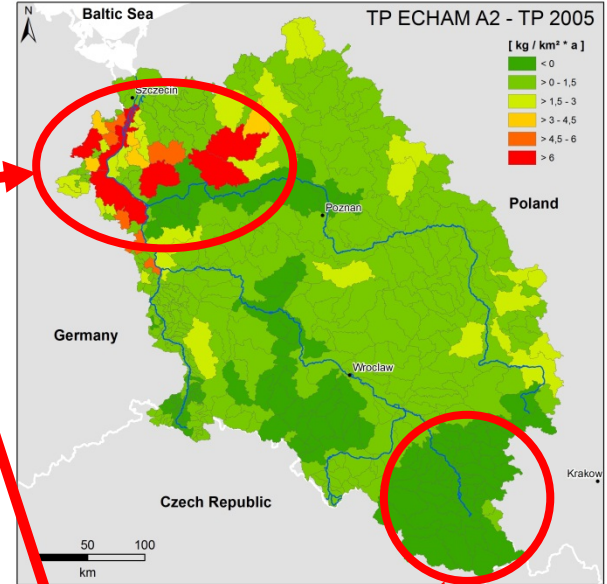 Baltic Sea
TP ECHAM A2 - TP 2005
N
[ kg / km² * a ]
< 0
> 0 - 1,5
> 1,5 - 3
> 3 - 4,5
> 4,5 - 6
> 6
Szczecin
Poznan
Poland
Germany
Wroclaw
Krakow
Czech Republic
50 100
km